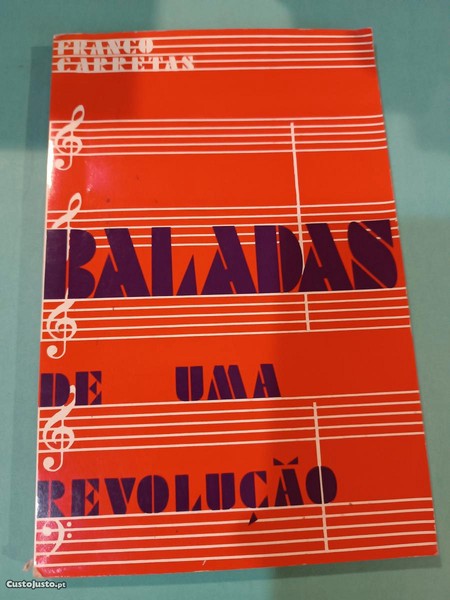 FRANCO
CARRETAS
BALADAS
DE UMA
REVOLUÇÃO
CustoJusto.pt